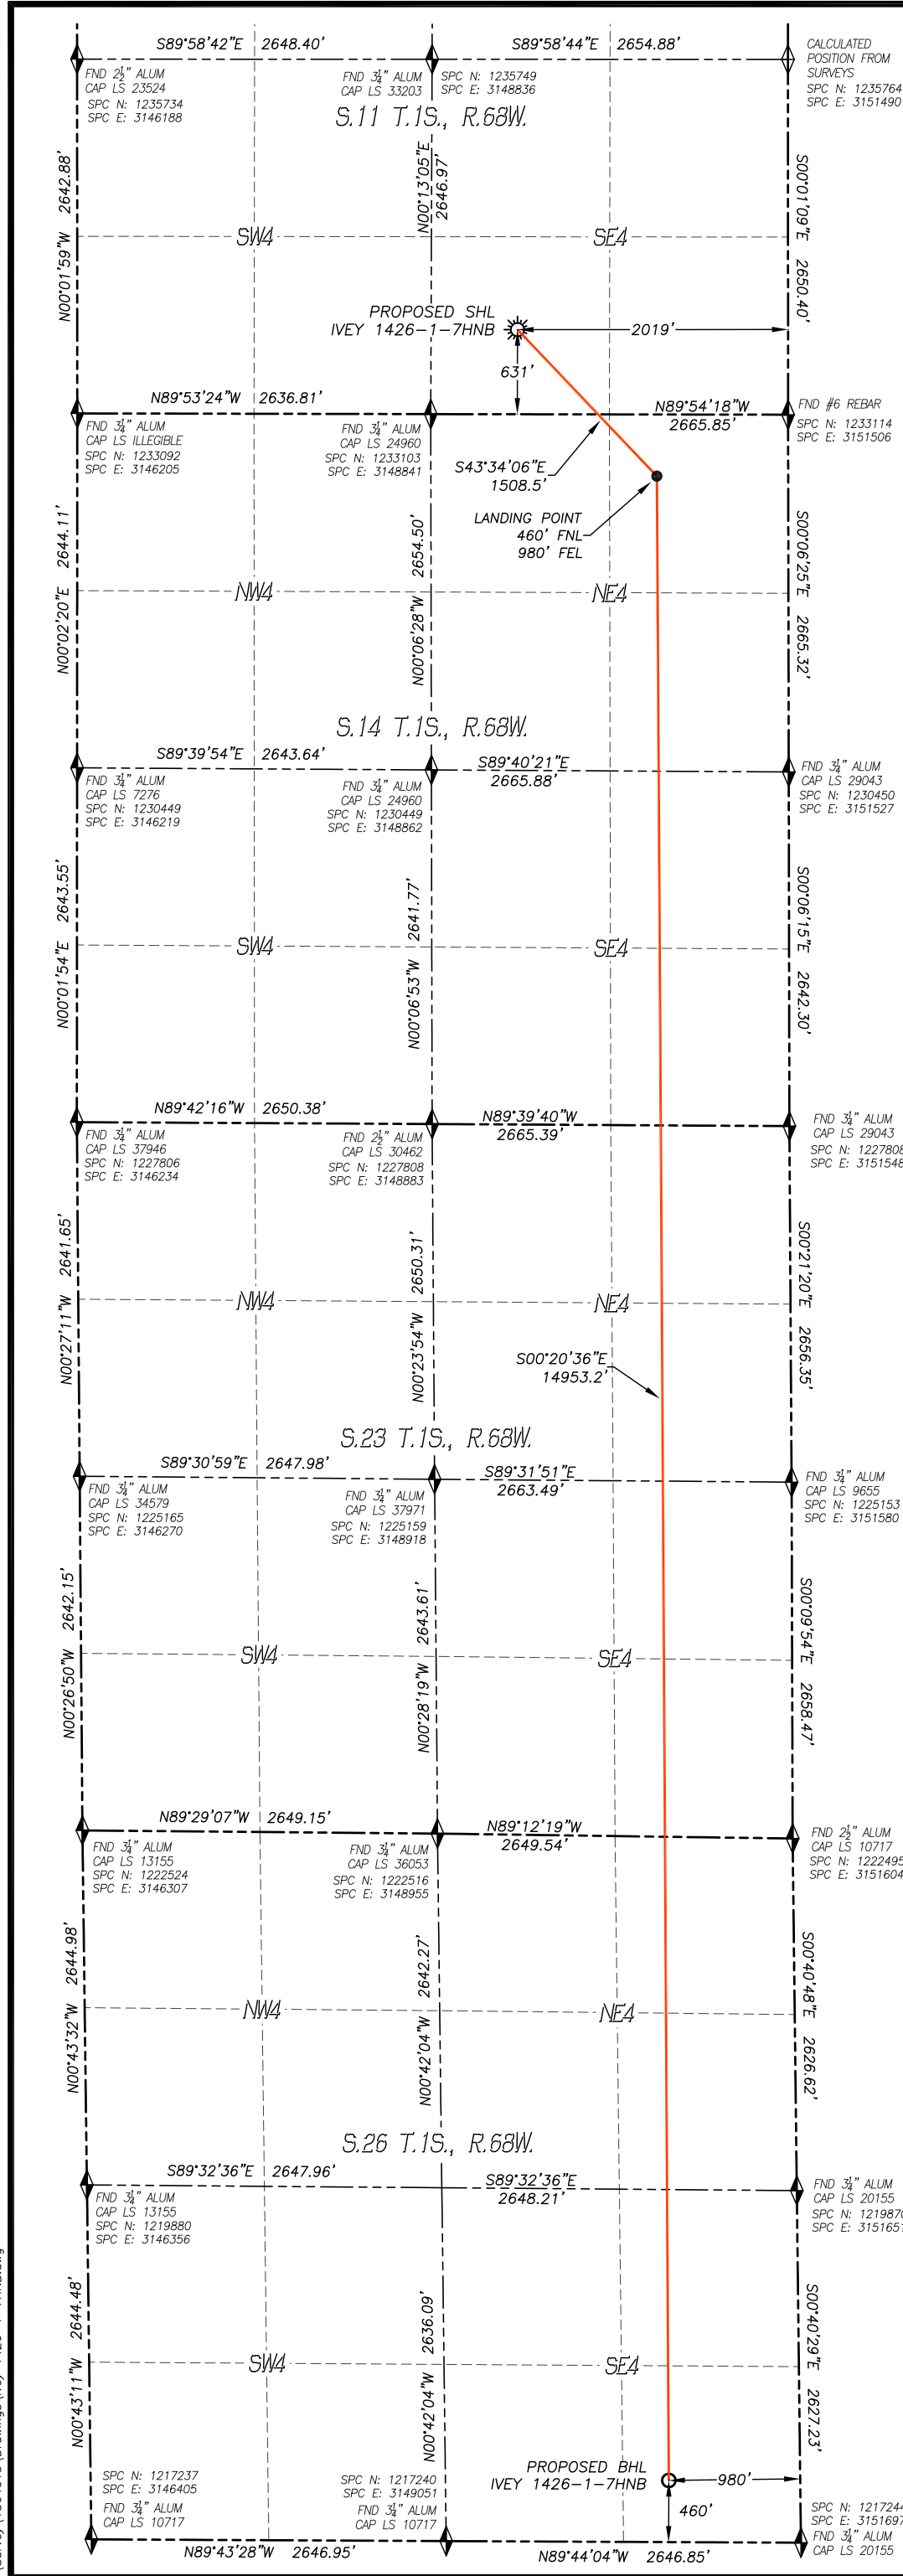 S89°58'42"E 2648.40'
S89°58'44"E 2654.88'
CALCULATED
POSITION FROM
SURVEYS
SPC N: 1235764
SPC E: 3151490
FND 2½" ALUM
CAP LS 23524
SPC N: 1235734
SPC E: 3146188
FND 3¼" ALUM
CAP LS 33203
SPC N: 1235749
SPC E: 3148836
S.11 T.1S., R.68W.
N00°01'59"W 2642.88'
N00°13'05"E
2646.97'
S00°01'09"E 2650.40'
SW4
SE4
PROPOSED SHL
IVEY 1426-1-7HNB
2019'
631'
N89°53'24"W 2636.81'
N89°54'18"W
2665.85'
FND #6 REBAR
SPC N: 1233114
SPC E: 3151506
FND 3¼" ALUM
CAP LS ILLEGIBLE
SPC N: 1233092
SPC E: 3146205
FND 3¼" ALUM
CAP LS 24960
SPC N: 1233103
SPC E: 3148841
S43°34'06"E
1508.5'
LANDING POINT
460' FNL
980' FEL
N00°02'20"E 2644.11'
N00°06'28"W 2654.50'
S00°06'25"E 2665.32'
NW4
NE4
S.14 T.1S., R.68W.
S89°39'54"E 2643.64'
S89°40'21"E
2665.88'
FND 3¼" ALUM
CAP LS 7276
SPC N: 1230449
SPC E: 3146219
FND 3¼" ALUM
CAP LS 24960
SPC N: 1230449
SPC E: 3148862
FND 3¼" ALUM
CAP LS 29043
SPC N: 1230450
SPC E: 3151527
N00°01'54"E 2643.55'
N00°06'53"W 2641.77'
S00°06'15"E 2642.30'
SW4
SE4
N89°42'16"W 2650.38'
N89°39'40"W
2665.39'
FND 3¼" ALUM
CAP LS 37946
SPC N: 1227806
SPC E: 3146234
FND 2½" ALUM
CAP LS 30462
SPC N: 1227808
SPC E: 3148883
FND 3¼" ALUM
CAP LS 29043
SPC N: 1227808
SPC E: 3151548
N00°27'11"W 2641.65'
N00°23'54"W 2650.31'
S00°21'20"E 2656.35'
NW4
NE4
S00°20'36"E
14953.2'
S.23 T.1S., R.68W.
S89°30'59"E 2647.98'
S89°31'51"E
2663.49'
FND 3¼" ALUM
CAP LS 34579
SPC N: 1225165
SPC E: 3146270
FND 3¼" ALUM
CAP LS 37971
SPC N: 1225159
SPC E: 3148918
FND 3¼" ALUM
CAP LS 9655
SPC N: 1225153
SPC E: 3151580
N00°26'50"W 2642.15'
N00°28'19"W 2643.61'
S00°09'54"E 2658.47'
SW4
SE4
N89°29'07"W 2649.15'
N89°12'19"W
2649.54'
FND 3¼" ALUM
CAP LS 13155
SPC N: 1222524
SPC E: 3146307
FND 3¼" ALUM
CAP LS 36053
SPC N: 1222516
SPC E: 3148955
FND 2½" ALUM
CAP LS 10717
SPC N: 1222495
SPC E: 3151604
N00°43'32"W 2644.98'
N00°42'04"W 2642.27'
S00°40'48"E 2626.62'
NW4
NE4
S.26 T.1S., R.68W.
S89°32'36"E 2647.96'
S89°32'36"E
2648.21'
FND 3¼" ALUM
CAP LS 13155
SPC N: 1219880
SPC E: 3146356
FND 3¼" ALUM
CAP LS 20155
SPC N: 1219870
SPC E: 3151651
N00°43'11"W 2644.48'
N00°42'04"W 2636.09'
S00°40'29"E 2627.23'
SW4
SE4
PROPOSED BHL
IVEY 1426-1-7HNB
980'
460'
SPC N: 1217237
SPC E: 3146405
FND 3¼" ALUM
CAP LS 10717
SPC N: 1217240
SPC E: 3149051
FND 3¼" ALUM
CAP LS 10717
SPC N: 1217244
SPC E: 3151697
FND 3¼" ALUM
CAP LS 20155
N89°43'28"W 2646.95'
N89°44'04"W 2646.85'